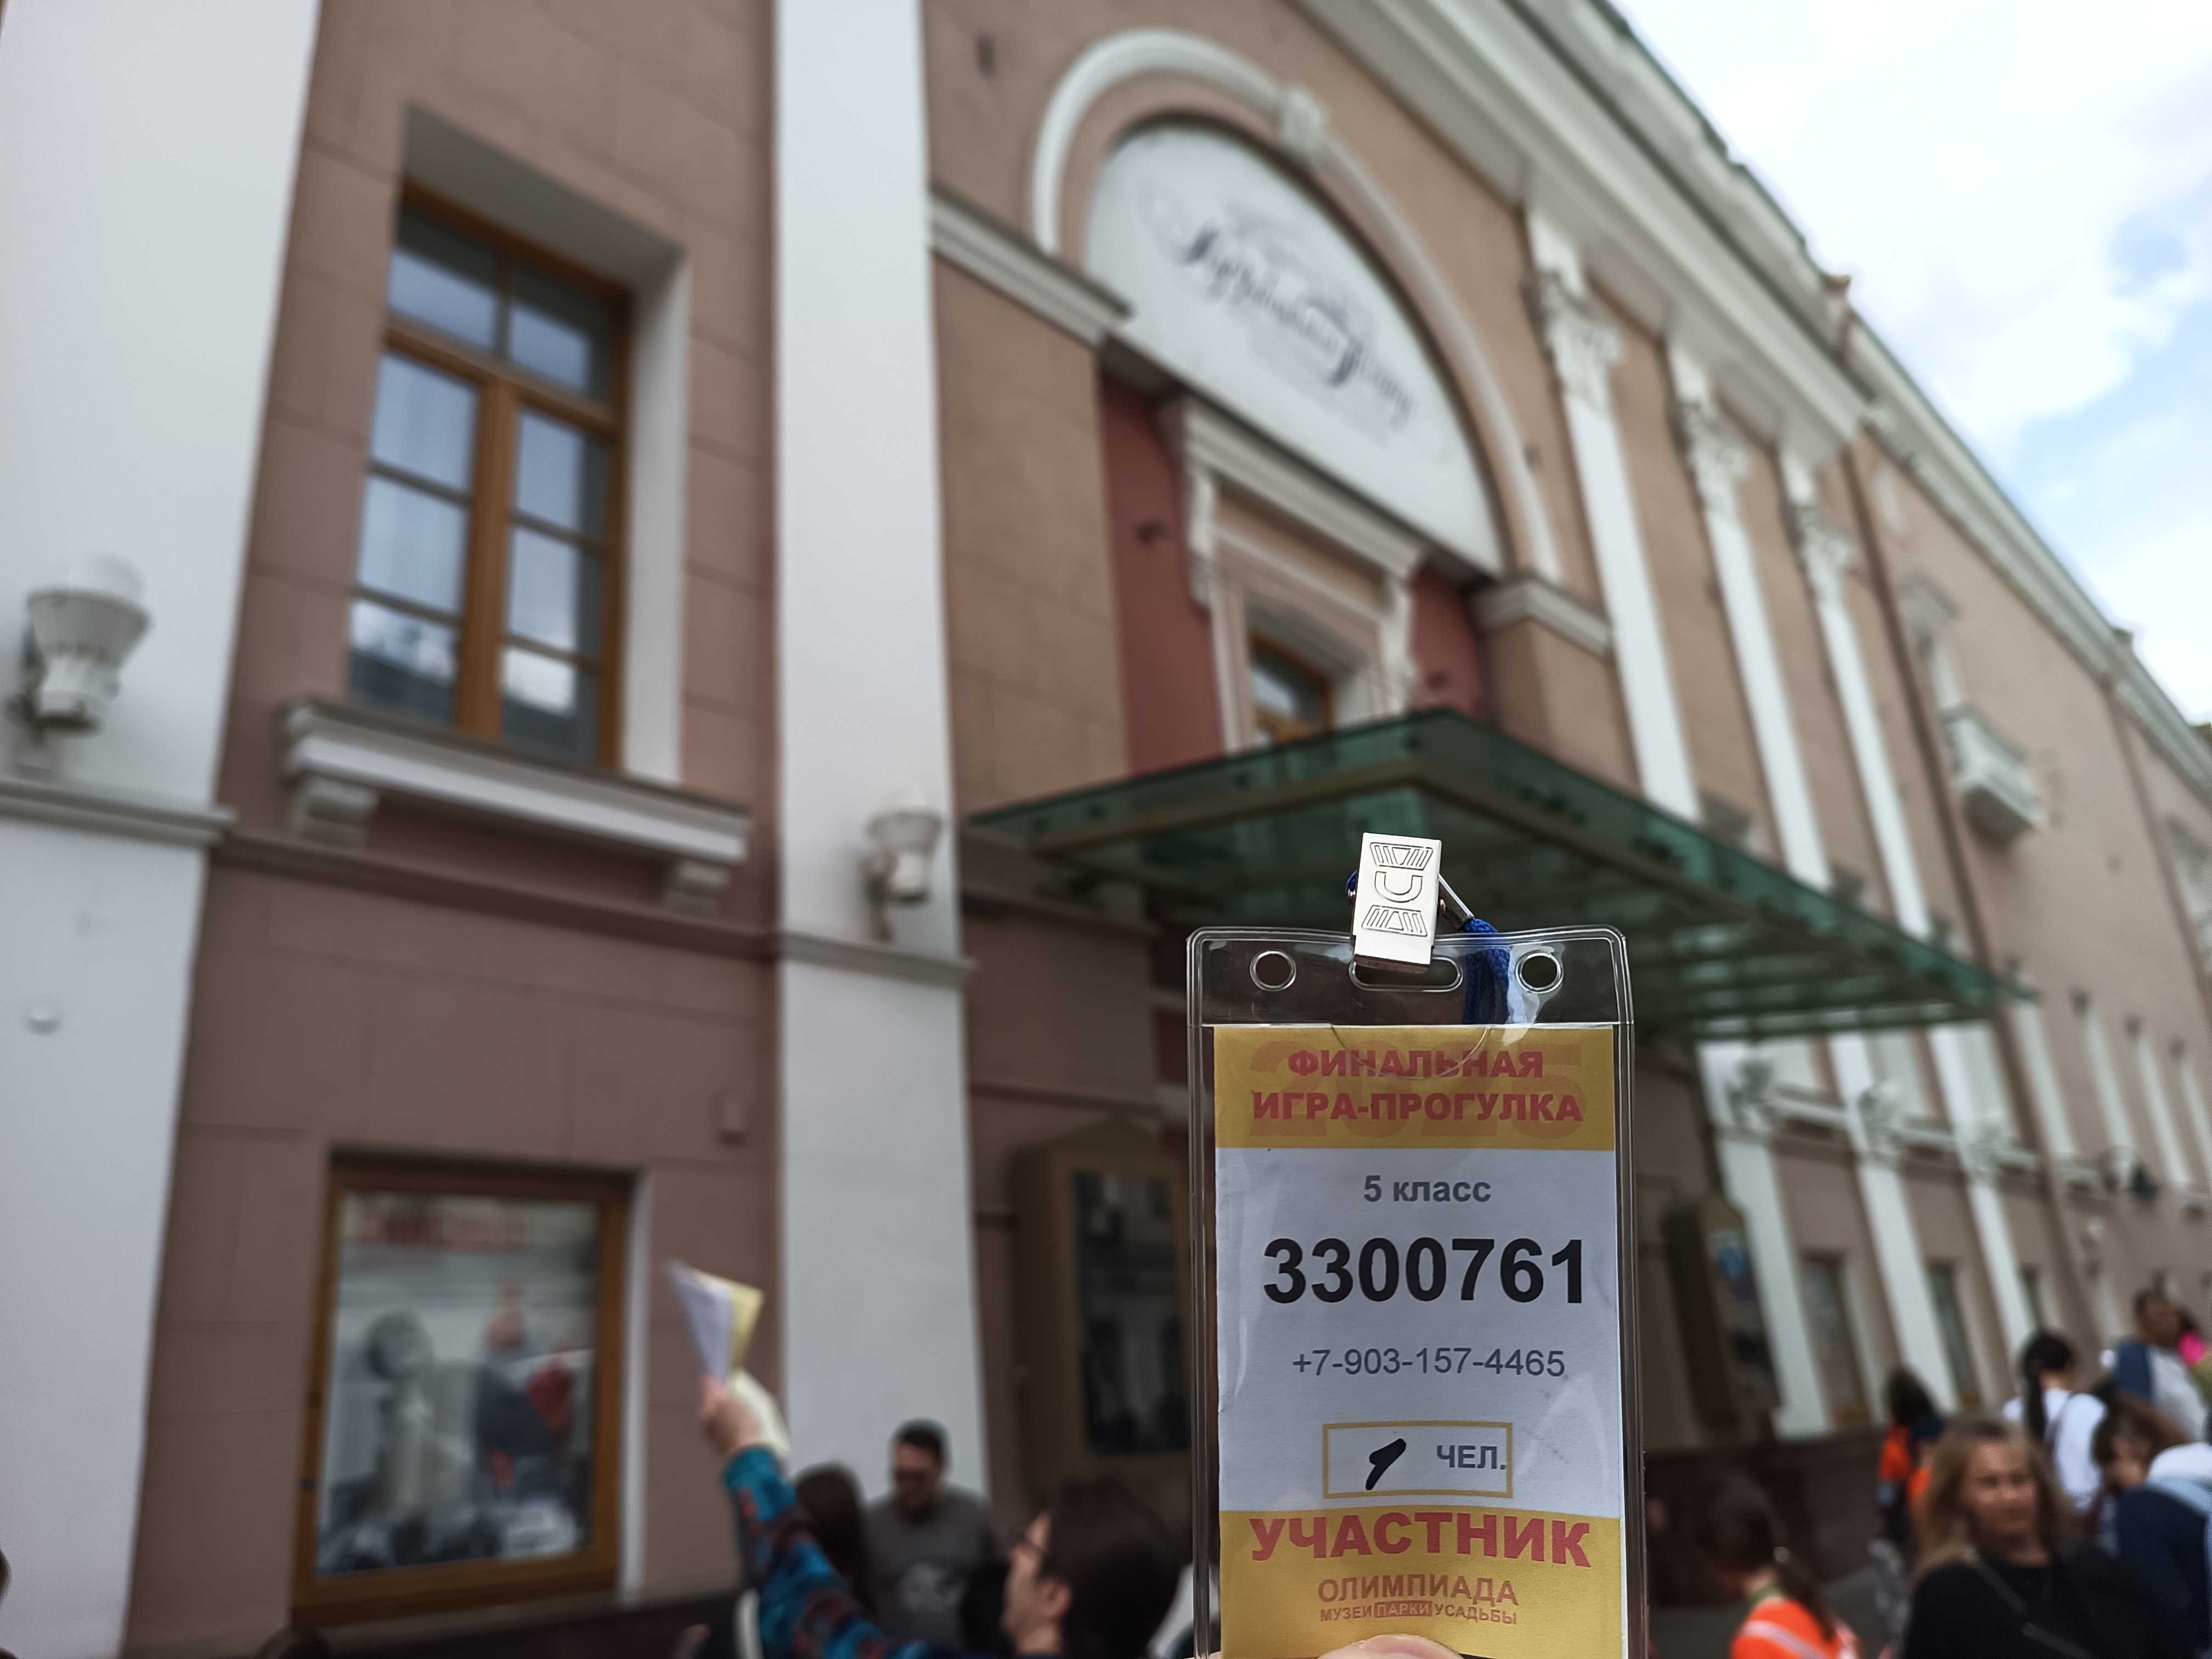 ФИНАЛЬНАЯ
ИГРА-ПРОГУЛКА
5 класс
3300761
+7-903-157-4465
1 ЧЕЛ.
УЧАСТНИК
ОЛИМПИАДА
МУЗЕИ ПАРКИ УСАДЬБЫ